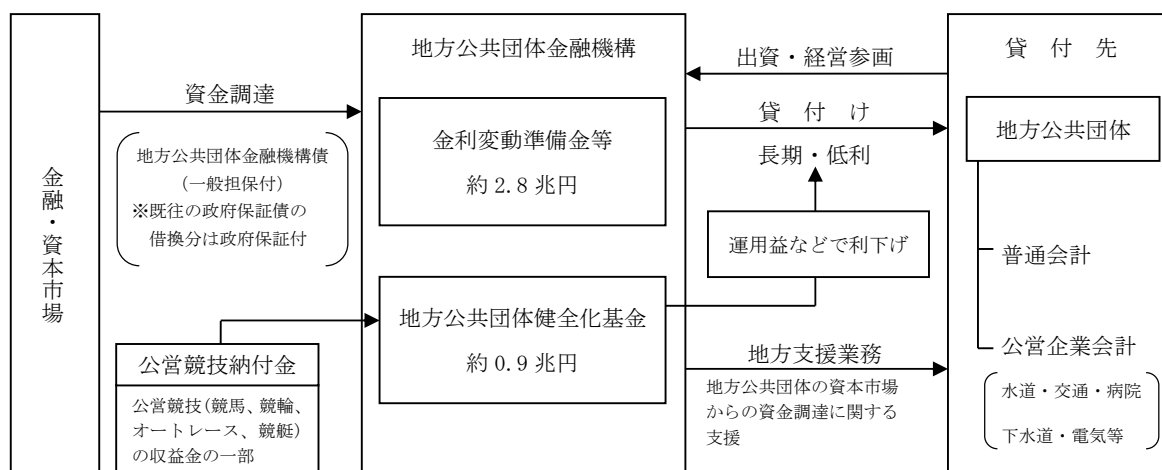 金融・資本市場
資金調達
地方公共団体金融機構債
(一般担保付)
※既往の政府保証債の
借換分は政府保証付
公営競技納付金
公営競技(競馬、競輪、
オートレース、競艇)
の収益金の一部
地方公共団体金融機構
金利変動準備金等
約 2.8 兆円
地方公共団体健全化基金
約 0.9 兆円
出資・経営参画
貸 付 け
長期・低利
運用益などで利下げ
地方支援業務
地方公共団体の資本市場
からの資金調達に関する
支援
貸 付 先
地方公共団体
普通会計
公営企業会計
水道・交通・病院
下水道・電気等